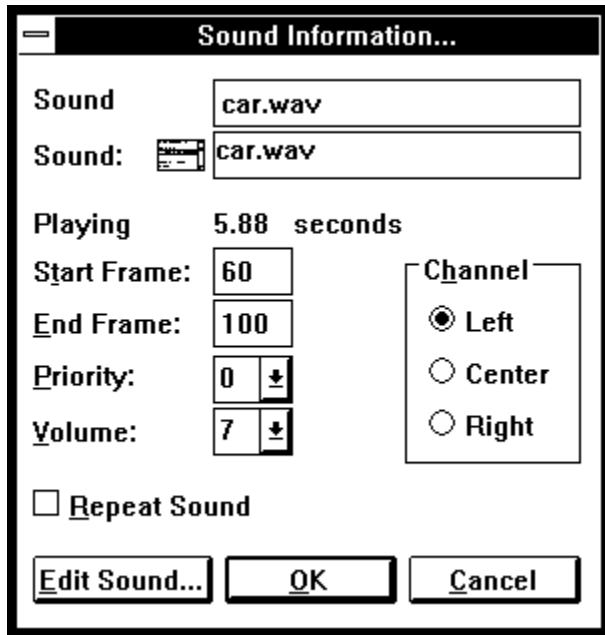 Sound Information...
Sound car.wav
Sound: car.wav
Playing 5.88 seconds
Start Frame: 60
Channel
End Frame: 100
Left
Priority: 0
Center
Volume: 7
Right
Repeat Sound
Edit Sound... OK Cancel